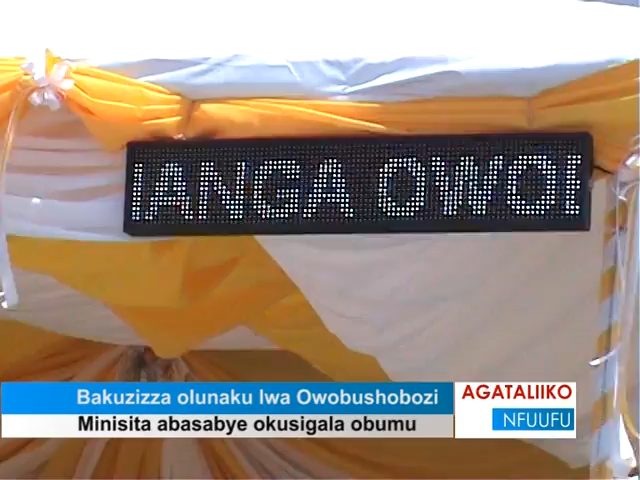 IANGA OWO
Bakuzizza olunaku lwa Owobushobozi
Minisita abasabye okusigala obumu
AGATALIIKO
NFUUFU